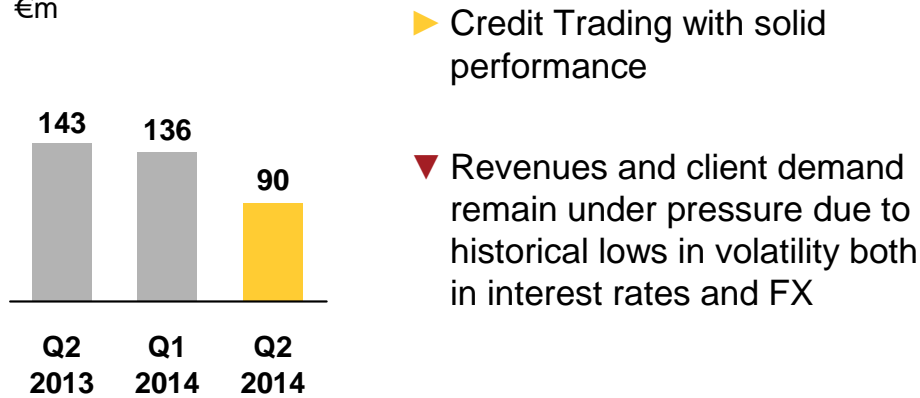 €m
143
136
90
Q2
2013
Q1
2014
Q2
2014
Credit Trading with solid
performance
Revenues and client demand
remain under pressure due to
historical lows in volatility both
in interest rates and FX